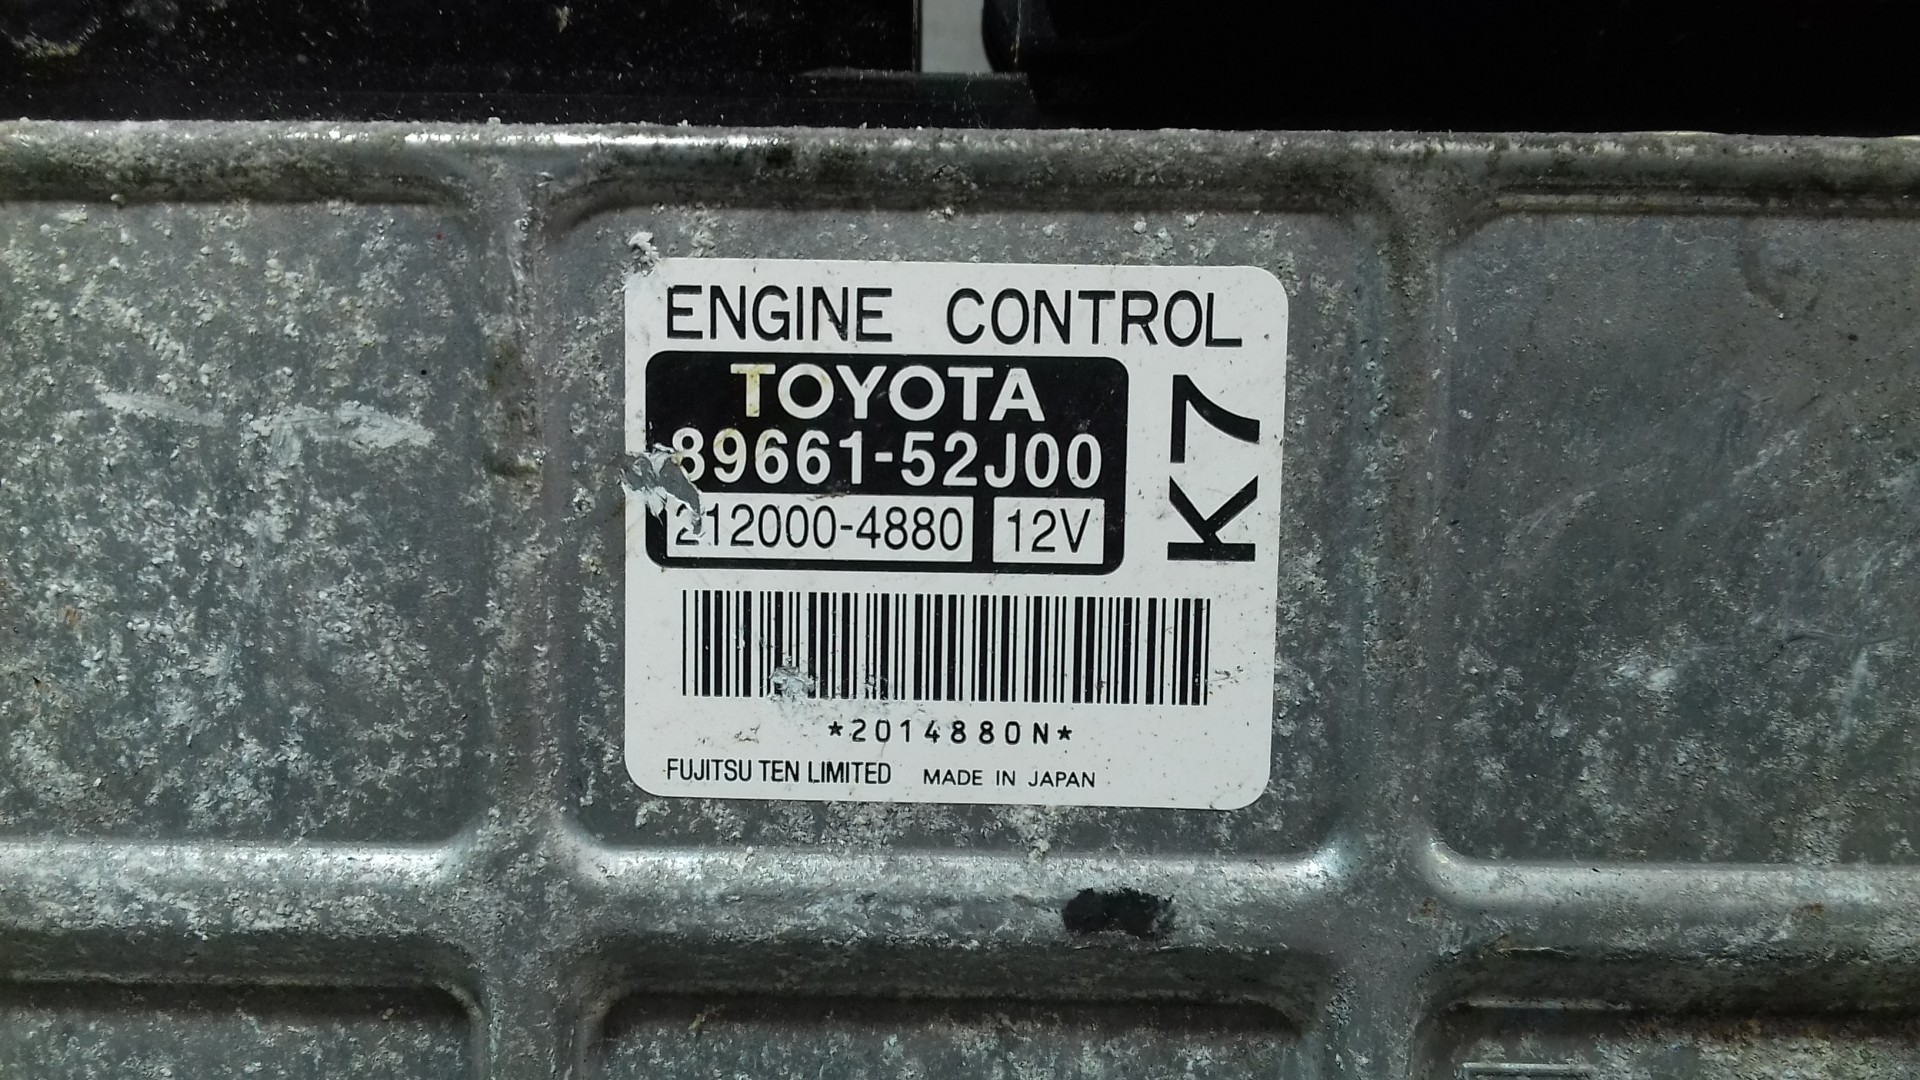 ENGINE CONTROL
TOYOTA
89661-52J00
212000-4880 12V
K7
*2014880N*
FUJITSU TEN LIMITED MADE IN JAPAN